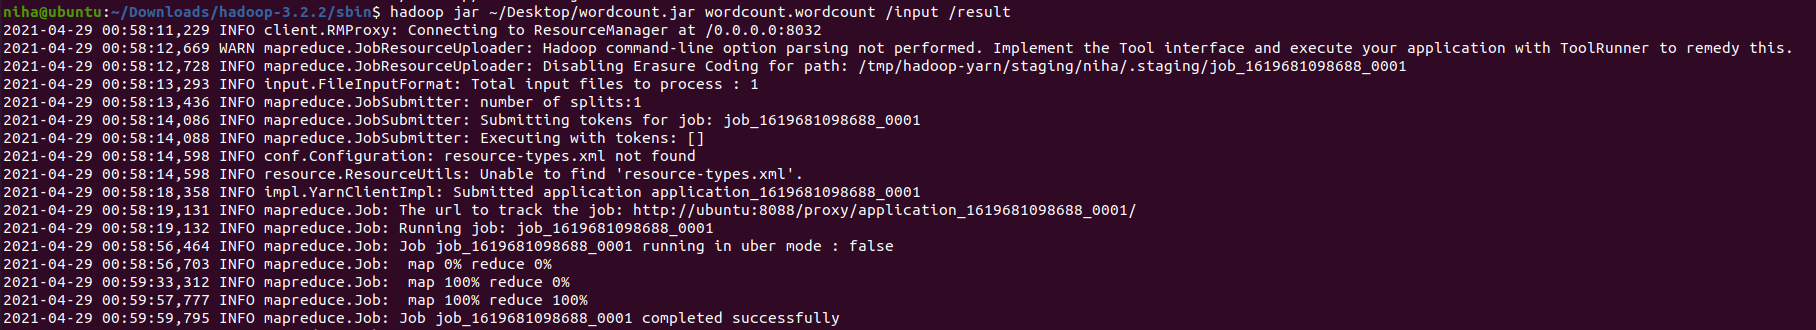 niha@ubuntu:~/Downloads/hadoop-3.2.2/sbin$ hadoop jar ~/Desktop/wordcount.jar wordcount.wordcount /input /result
2021-04-29 00:58:11,229 INFO client.RMProxy: Connecting to ResourceManager at /0.0.0.0:8032
2021-04-29 00:58:12,669 WARN mapreduce.JobResourceUploader: Hadoop command-line option parsing not performed. Implement the Tool interface and execute your application with ToolRunner to remedy this.
2021-04-29 00:58:12,728 INFO mapreduce.JobResourceUploader: Disabling Erasure Coding for path: /tmp/hadoop-yarn/staging/niha/.staging/job_1619681098688_0001
2021-04-29 00:58:13,293 INFO input.FileInputFormat: Total input files to process : 1
2021-04-29 00:58:13,436 INFO mapreduce.JobSubmitter: number of splits:1
2021-04-29 00:58:14,086 INFO mapreduce.JobSubmitter: Submitting tokens for job: job_1619681098688_0001
2021-04-29 00:58:14,088 INFO mapreduce.JobSubmitter: Executing with tokens: []
2021-04-29 00:58:14,598 INFO conf.Configuration: resource-types.xml not found
2021-04-29 00:58:14,598 INFO resource.ResourceUtils: Unable to find 'resource-types.xml'.
2021-04-29 00:58:18,358 INFO impl.YarnClientImpl: Submitted application application_1619681098688_0001
2021-04-29 00:58:19,131 INFO mapreduce.Job: The url to track the job: http://ubuntu:8088/proxy/application_1619681098688_0001/
2021-04-29 00:58:19,132 INFO mapreduce.Job: Running job: job_1619681098688_0001
2021-04-29 00:58:56,464 INFO mapreduce.Job: Job job_1619681098688_0001 running in uber mode : false
2021-04-29 00:58:56,703 INFO mapreduce.Job:  map 0% reduce 0%
2021-04-29 00:59:33,312 INFO mapreduce.Job:  map 100% reduce 0%
2021-04-29 00:59:57,777 INFO mapreduce.Job:  map 100% reduce 100%
2021-04-29 00:59:59,795 INFO mapreduce.Job: Job job_1619681098688_0001 completed successfully